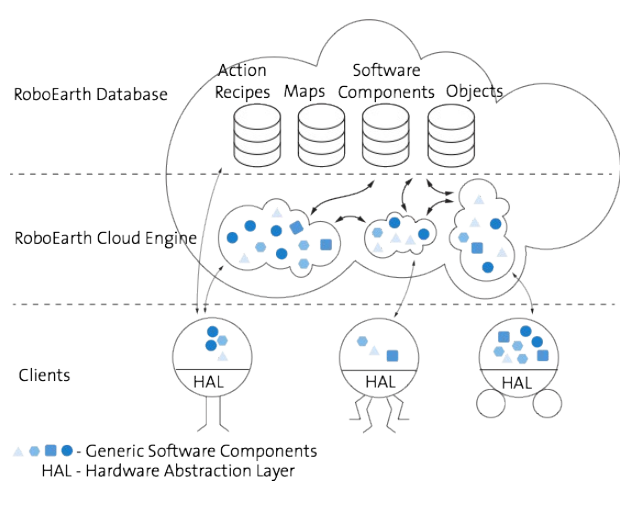 Action
Recipes
Maps
Software
Components
Objects
RoboEarth Database
RoboEarth Cloud Engine
Clients
HAL
HAL
HAL
- Generic Software Components
HAL - Hardware Abstraction Layer